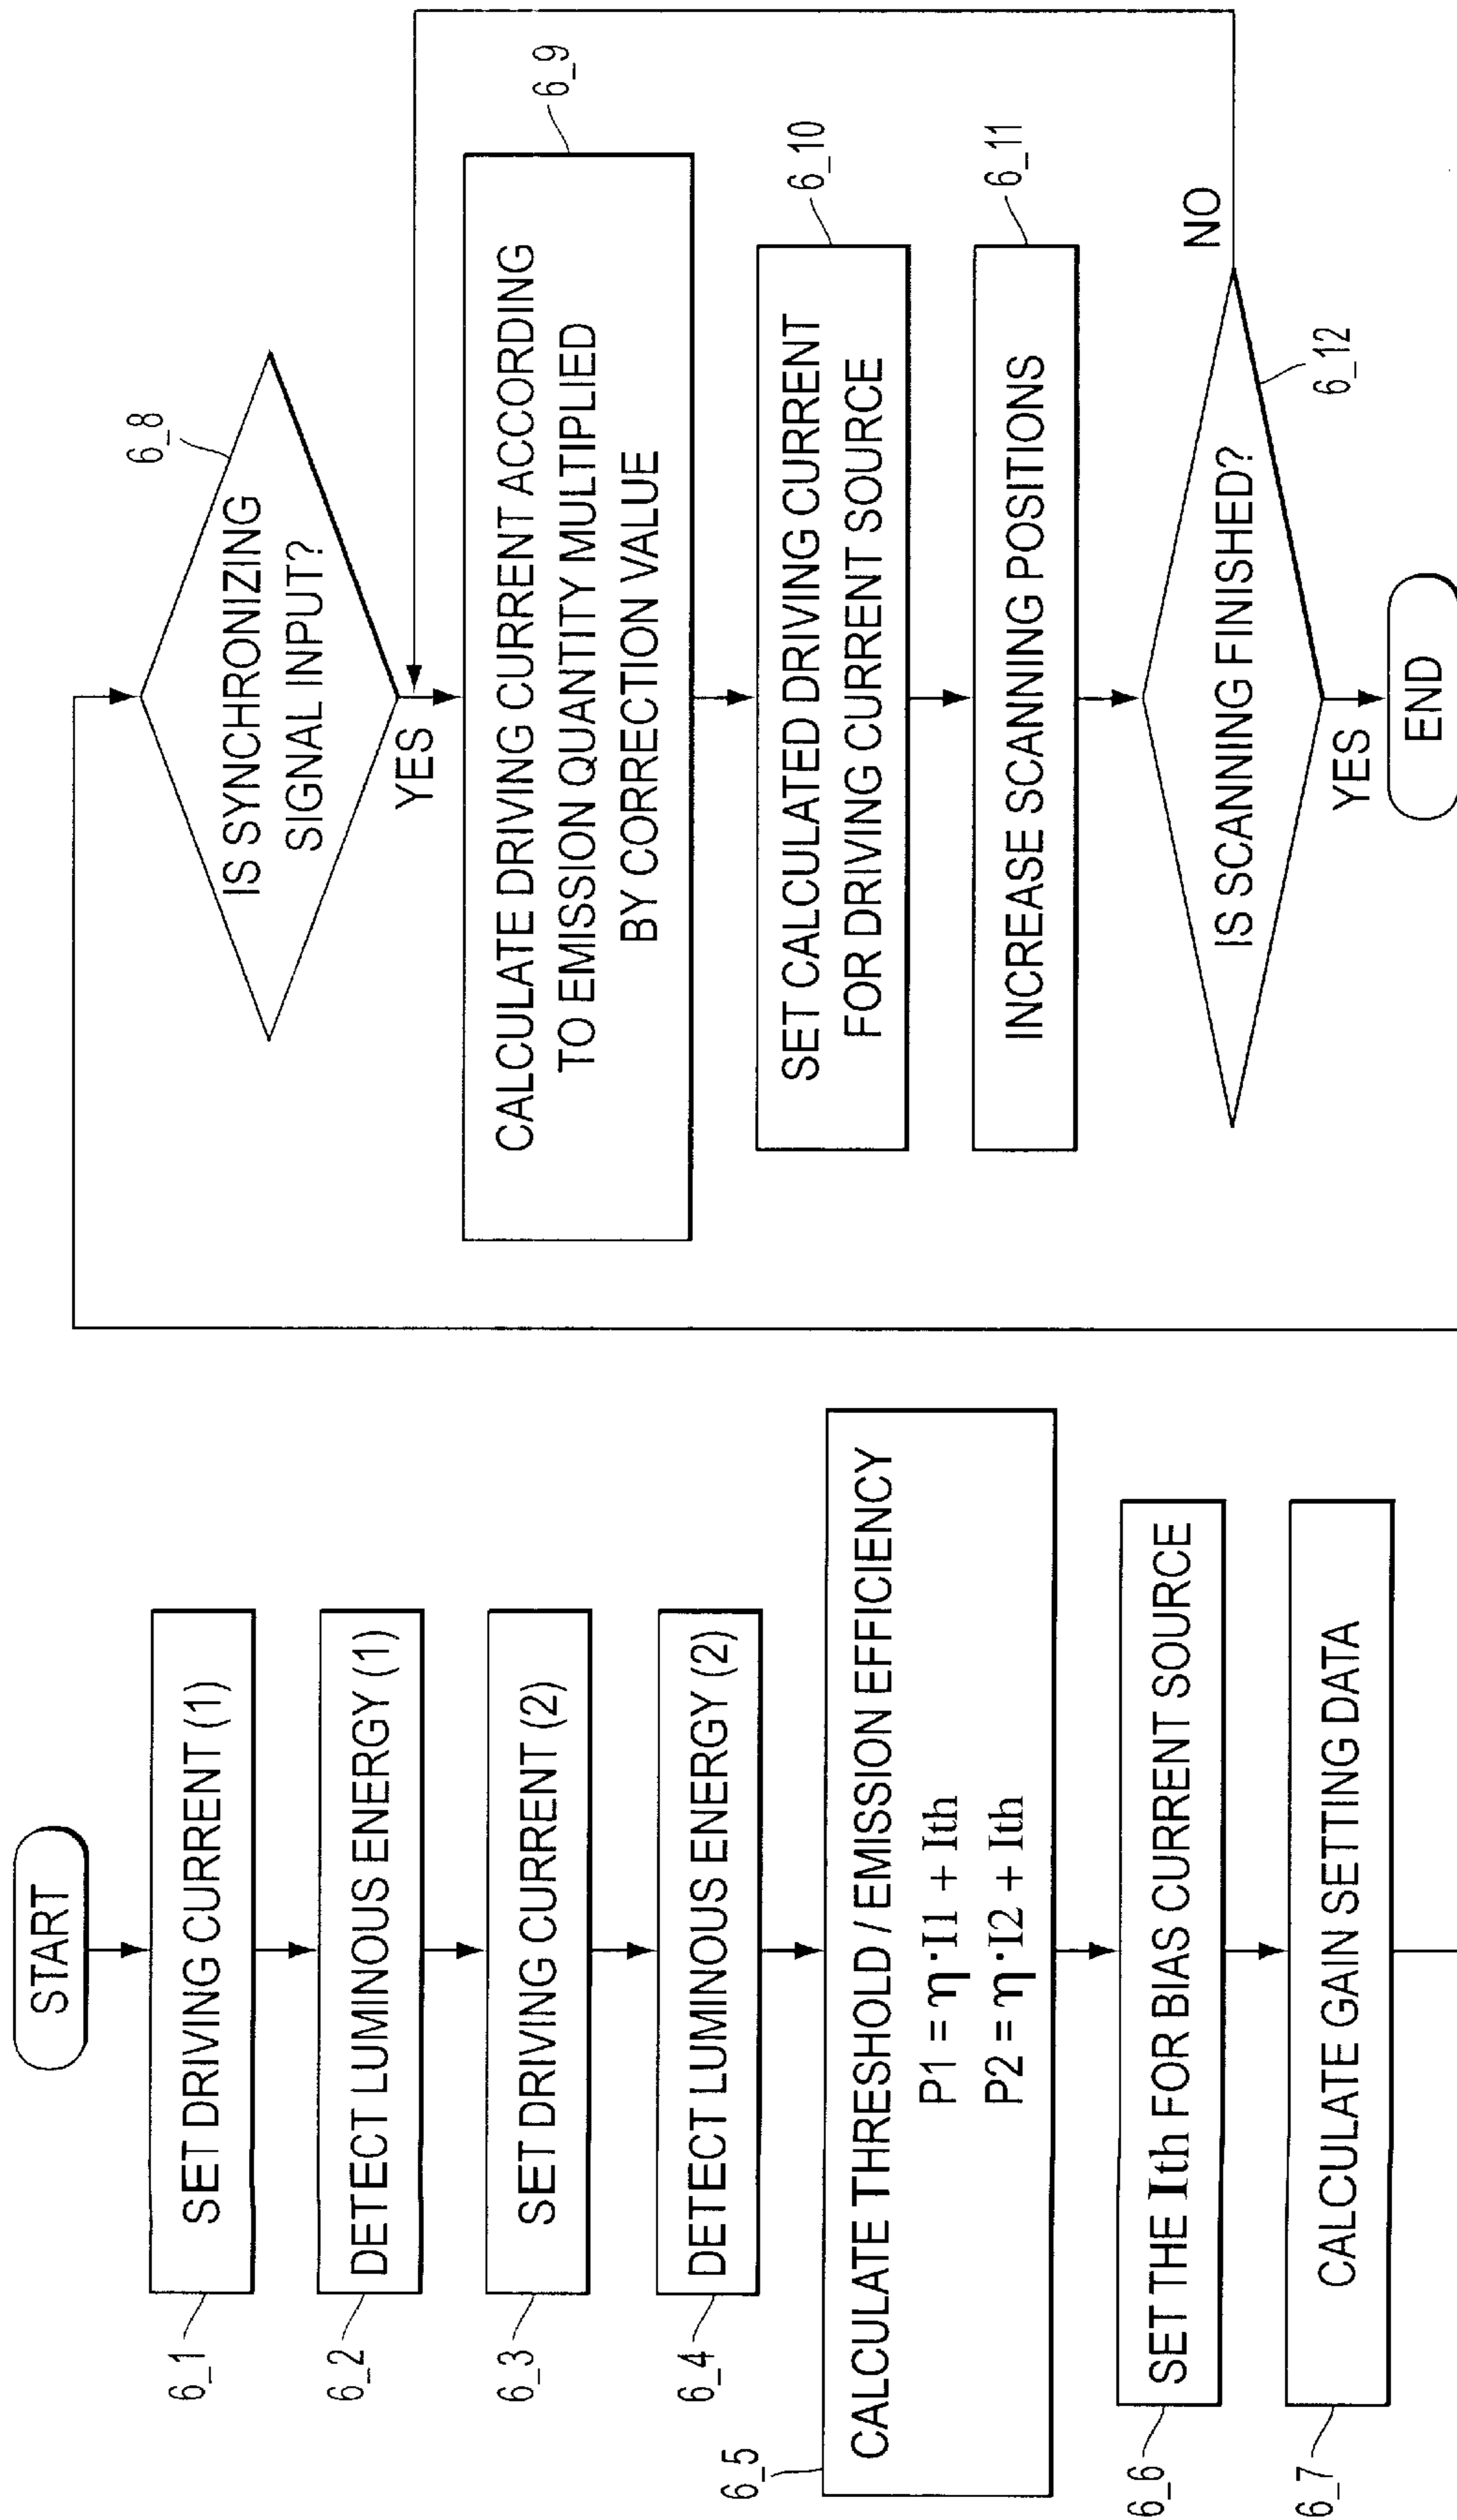 START
SET DRIVING CURRENT (1)
6_1
DETECT LUMINOUS ENERGY (1)
6_2
SET DRIVING CURRENT (2)
6_3
DETECT LUMINOUS ENERGY (2)
6_4
CALCULATE THRESHOLD / EMISSION EFFICIENCY
P1 = η·I1 + Ith
P2 = η·I2 + Ith
6_5
SET THE Ith FOR BIAS CURRENT SOURCE
6_6
CALCULATE GAIN SETTING DATA
6_7
IS SYNCHRONIZING
SIGNAL INPUT?
6_8
YES
CALCULATE DRIVING CURRENT ACCORDING
TO EMISSION QUANTITY MULTIPLIED
BY CORRECTION VALUE
6_9
SET CALCULATED DRIVING CURRENT
FOR DRIVING CURRENT SOURCE
6_10
INCREASE SCANNING POSITIONS
6_11
IS SCANNING FINISHED?
6_12
NO
YES
END